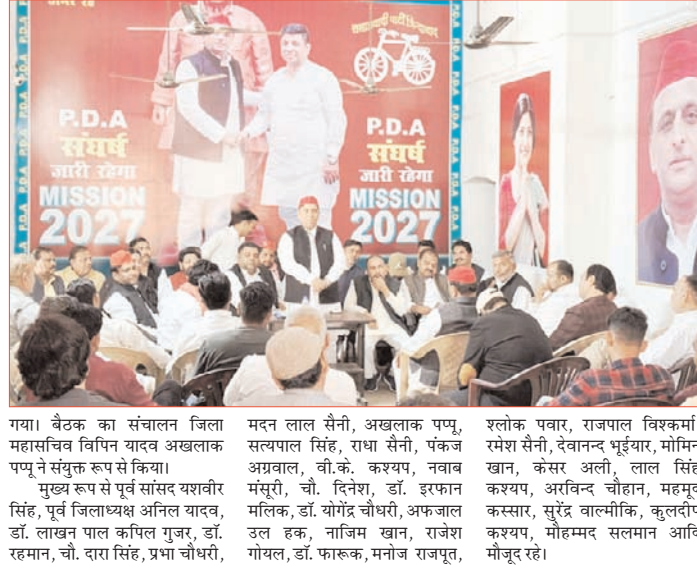 P.D.A
संघर्ष
जारी रहेगा
MISSION
2027
समाजवादी पार्टी जिन्दाबाद
P.D.A
संघर्ष
जारी रहेगा
MISSION
2027
गया। बैठक का संचालन जिला
महासचिव विपिन यादव अखलाक
पप्पू ने संयुक्त रूप से किया।
मुख्य रूप से पूर्व सांसद यशवीर
सिंह, पूर्व जिलाध्यक्ष अनिल यादव,
डॉ. लाखन पाल कपिल गुजर, डॉ.
रहमान, चौ. दारा सिंह, प्रभा चौधरी,
मदन लाल सैनी, अखलाक पप्पू,
सत्यपाल सिंह, राधा सैनी, पंकज
अग्रवाल, वी.के. कश्यप, नवाब
मंसूरी, चौ. दिनेश, डॉ. इरफान
मलिक, डॉ. योगेंद्र चौधरी, अफजाल
उल हक, नाजिम खान, राजेश
गोयल, डॉ. फारूक, मनोज राजपूत,
श्लोक पवार, राजपाल विश्कर्मा
रमेश सैनी, देवानन्द भूईयार, मोमिन
खान, केसर अली, लाल सिंह
कश्यप, अरविन्द चौहान, महमूद
कस्सार, सुरेंद्र वाल्मीकि, कुलदीप
कश्यप, मौहम्मद सलमान आदि
मौजूद रहे।